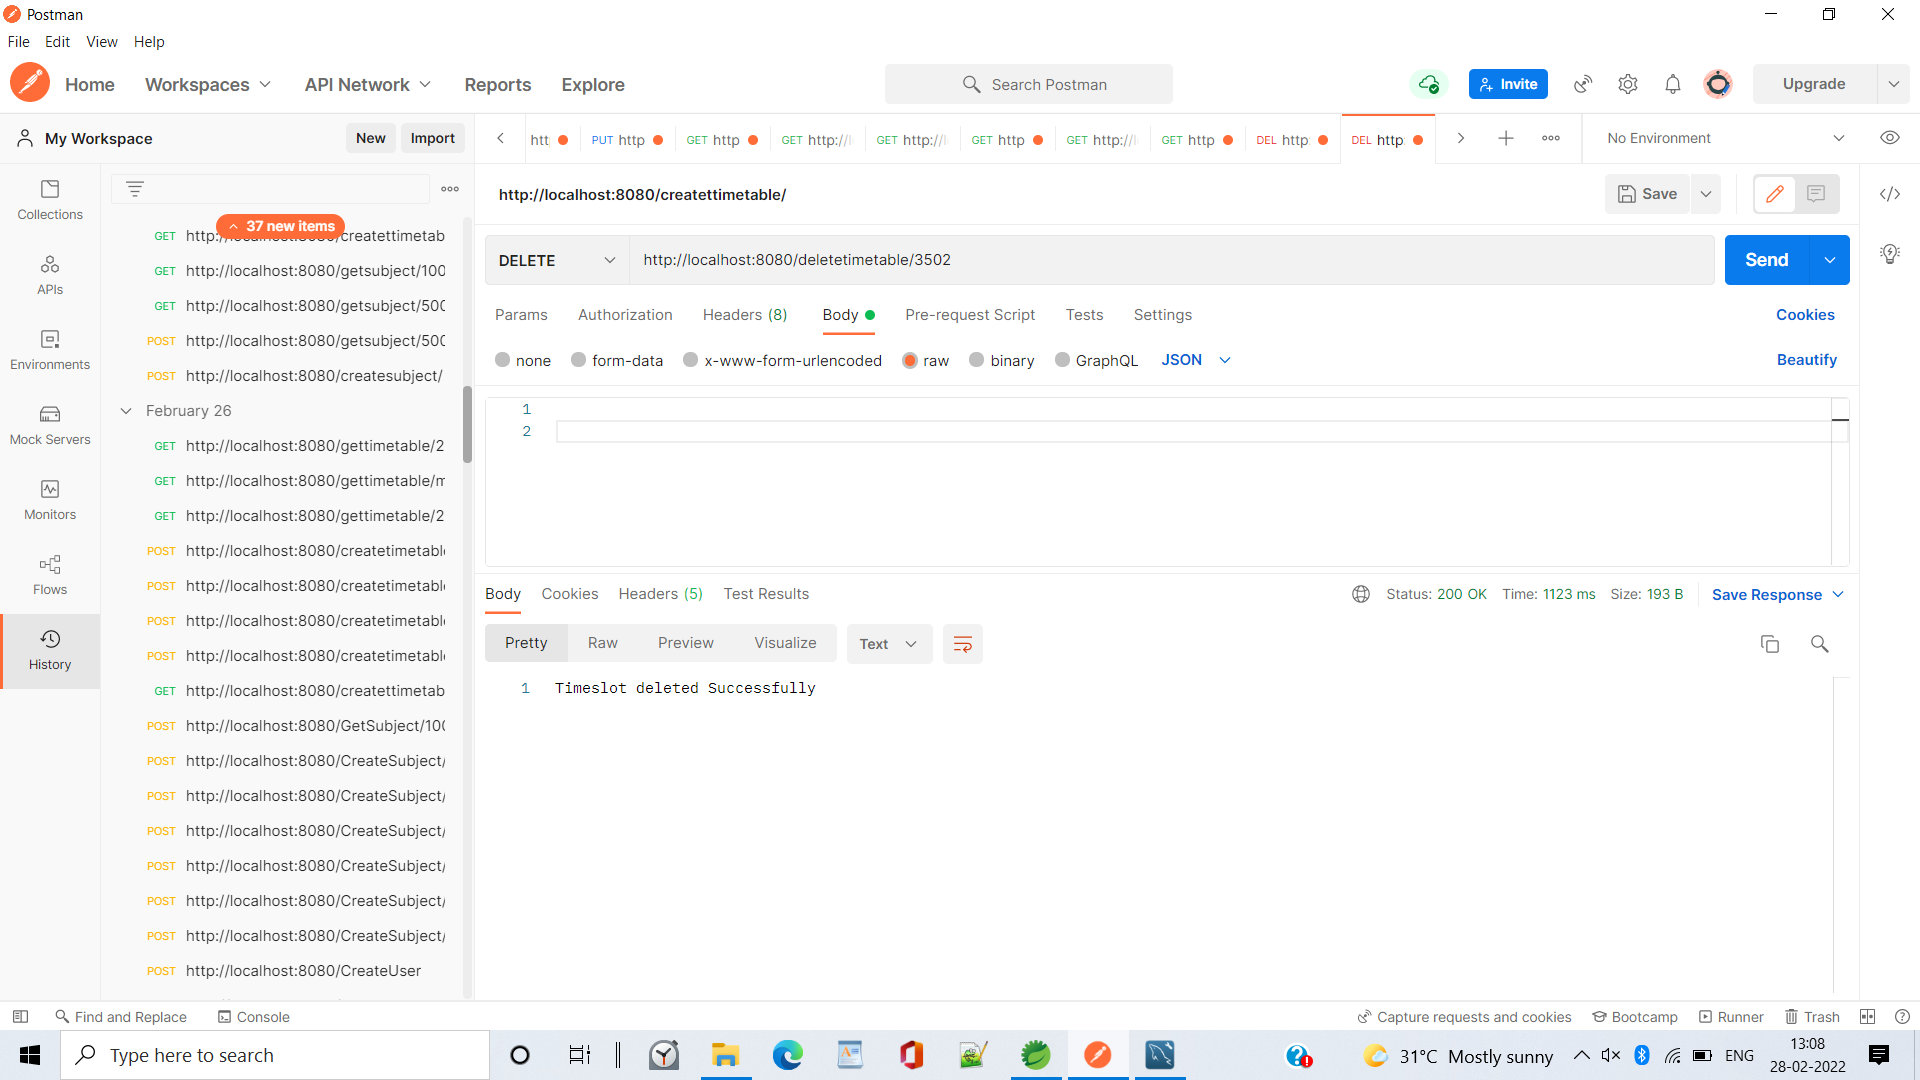 Postman
File Edit View Help
Home Workspaces API Network Reports Explore
Search Postman
Invite
Upgrade
My Workspace
New Import
PUT http GET http GET http:// GET http:// GET http GET http:// GET http DEL http DEL http
No Environment
Collections
APIs
Environments
Mock Servers
Monitors
Flows
History
37 new items
GET http://localhost:8080/createttimetab
GET http://localhost:8080/getsubject/100
GET http://localhost:8080/getsubject/500
POST http://localhost:8080/getsubject/500
POST http://localhost:8080/createsubject/
February 26
GET http://localhost:8080/gettimetable/2
GET http://localhost:8080/gettimetable/m
GET http://localhost:8080/gettimetable/2
POST http://localhost:8080/createtimetable
POST http://localhost:8080/createtimetable
POST http://localhost:8080/createtimetable
POST http://localhost:8080/createtimetable
GET http://localhost:8080/createttimetab
POST http://localhost:8080/GetSubject/100
POST http://localhost:8080/CreateSubject/
POST http://localhost:8080/CreateSubject/
POST http://localhost:8080/CreateSubject/
POST http://localhost:8080/CreateSubject/
POST http://localhost:8080/CreateSubject/
POST http://localhost:8080/CreateSubject/
POST http://localhost:8080/CreateUser
http://localhost:8080/createttimetable/
Save
DELETE http://localhost:8080/deletetimetable/3502
Send
Params Authorization Headers (8) Body Pre-request Script Tests Settings
Cookies
none form-data x-www-form-urlencoded raw binary GraphQL JSON
Beautify
1
2
Body Cookies Headers (5) Test Results
Status: 200 OK Time: 1123 ms Size: 193 B
Save Response
Pretty Raw Preview Visualize Text
1 Timeslot deleted Successfully
Find and Replace Console
Capture requests and cookies Bootcamp Runner Trash
Type here to search
31°C Mostly sunny
ENG
13:08
28-02-2022